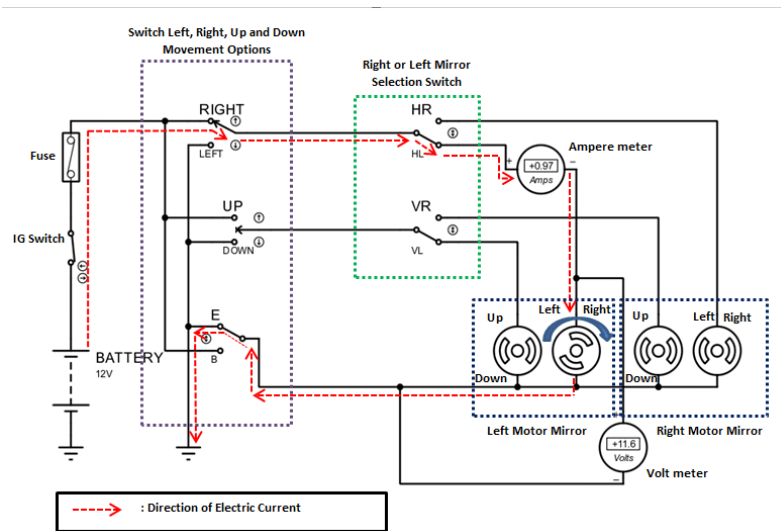 Switch Left, Right, Up and Down
Movement Options
Right or Left Mirror
Selection Switch
RIGHT
HR
Fuse
LEFT
HL
+
-
Ampere meter
+0.97
Amps
UP
VR
IG Switch
DOWN
VL
E
B
BATTERY
12V
Up
Left
Right
Up
Left
Right
Down
Down
Left Motor Mirror
Right Motor Mirror
+11.6
Volts
-
Volt meter
: Direction of Electric Current